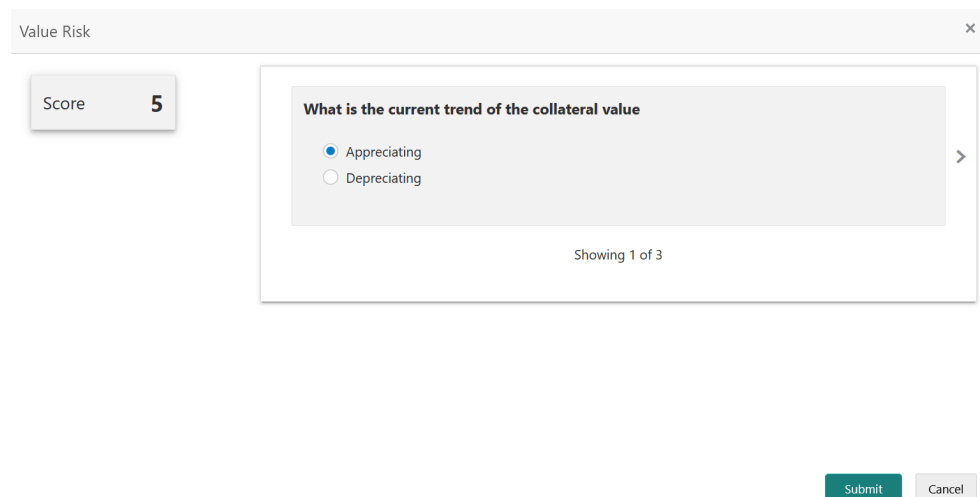 Value Risk
Score 5
What is the current trend of the collateral value
Appreciating
Depreciating
Showing 1 of 3
Submit Cancel